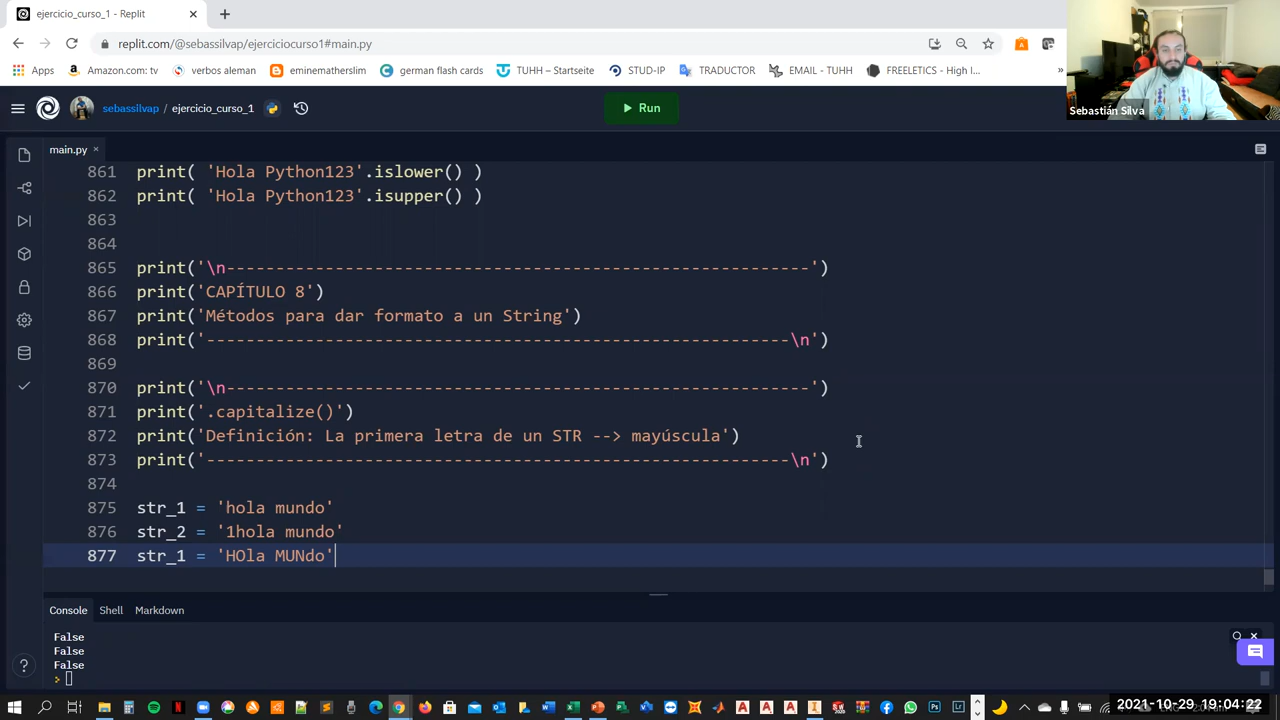 ejercicio_curso_1 - Replit
replit.com/@sebassilvap/ejerciciocurso1#main.py
Apps
Amazon.com: tv
verbos aleman
eminematherslim
german flash cards
TUHH – Startseite
STUD-IP
TRADUCTOR
EMAIL - TUHH
FREELETICS - High I...
»
Sebastián Silva
sebassilvap / ejercicio_curso_1
Run
main.py
861 print( 'Hola Python123'.islower() )
862 print( 'Hola Python123'.isupper() )
863
864
865 print('\n-----------------------------------------------------------')
866 print('CAPÍTULO 8')
867 print('Métodos para dar formato a un String')
868 print('-----------------------------------------------------------\n')
869
870 print('\n-----------------------------------------------------------')
871 print('.capitalize()')
872 print('Definición: La primera letra de un STR --> mayúscula')
873 print('-----------------------------------------------------------\n')
874
875 str_1 = 'hola mundo'
876 str_2 = '1hola mundo'
877 str_1 = 'HOla MUNdo'
Console Shell Markdown
False
False
False
>
2021-10-29 19:04:22